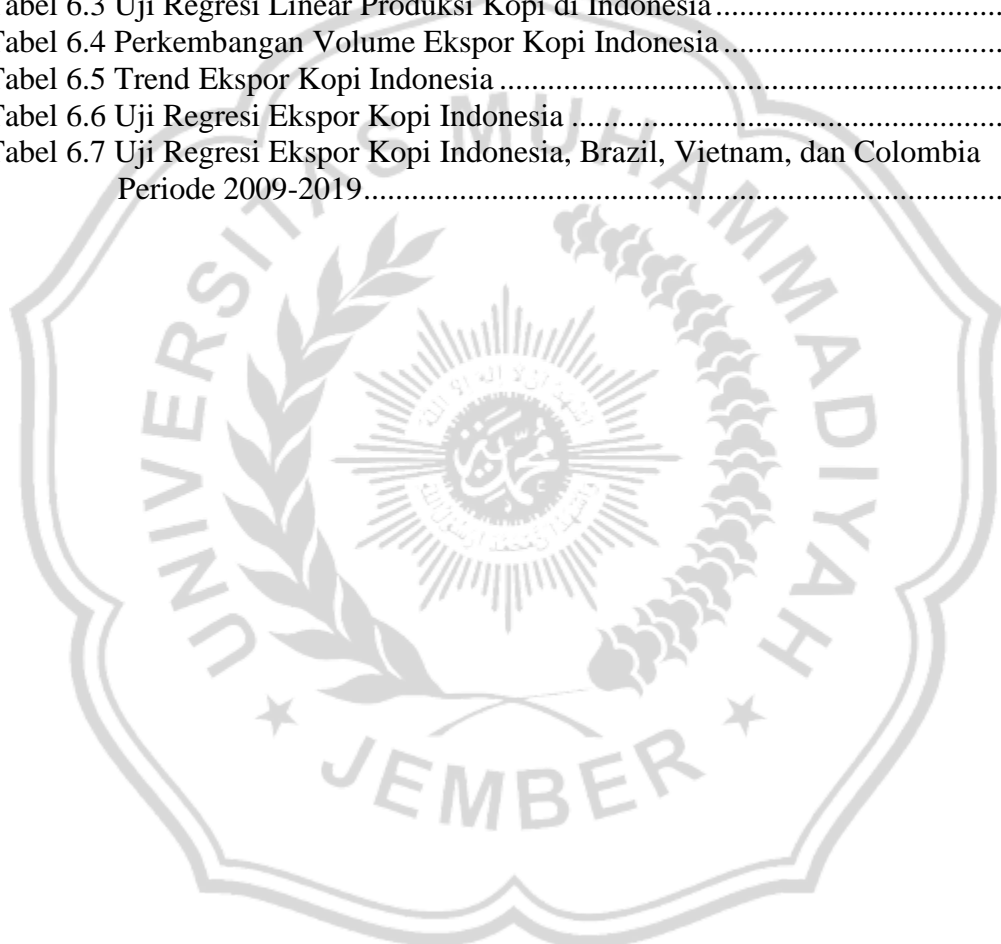 abel 6.3 Uji Regresi Linear Produksi Kopi di Indonesia
Tabel 6.4 Perkembangan Volume Ekspor Kopi Indonesia
Tabel 6.5 Trend Ekspor Kopi Indonesia
Tabel 6.6 Uji Regresi Ekspor Kopi Indonesia
Tabel 6.7 Uji Regresi Ekspor Kopi Indonesia, Brazil, Vietnam, dan Colombia
Periode 2009-2019
UNIVERSITAS MUHAMMADIYAH
JEMBER